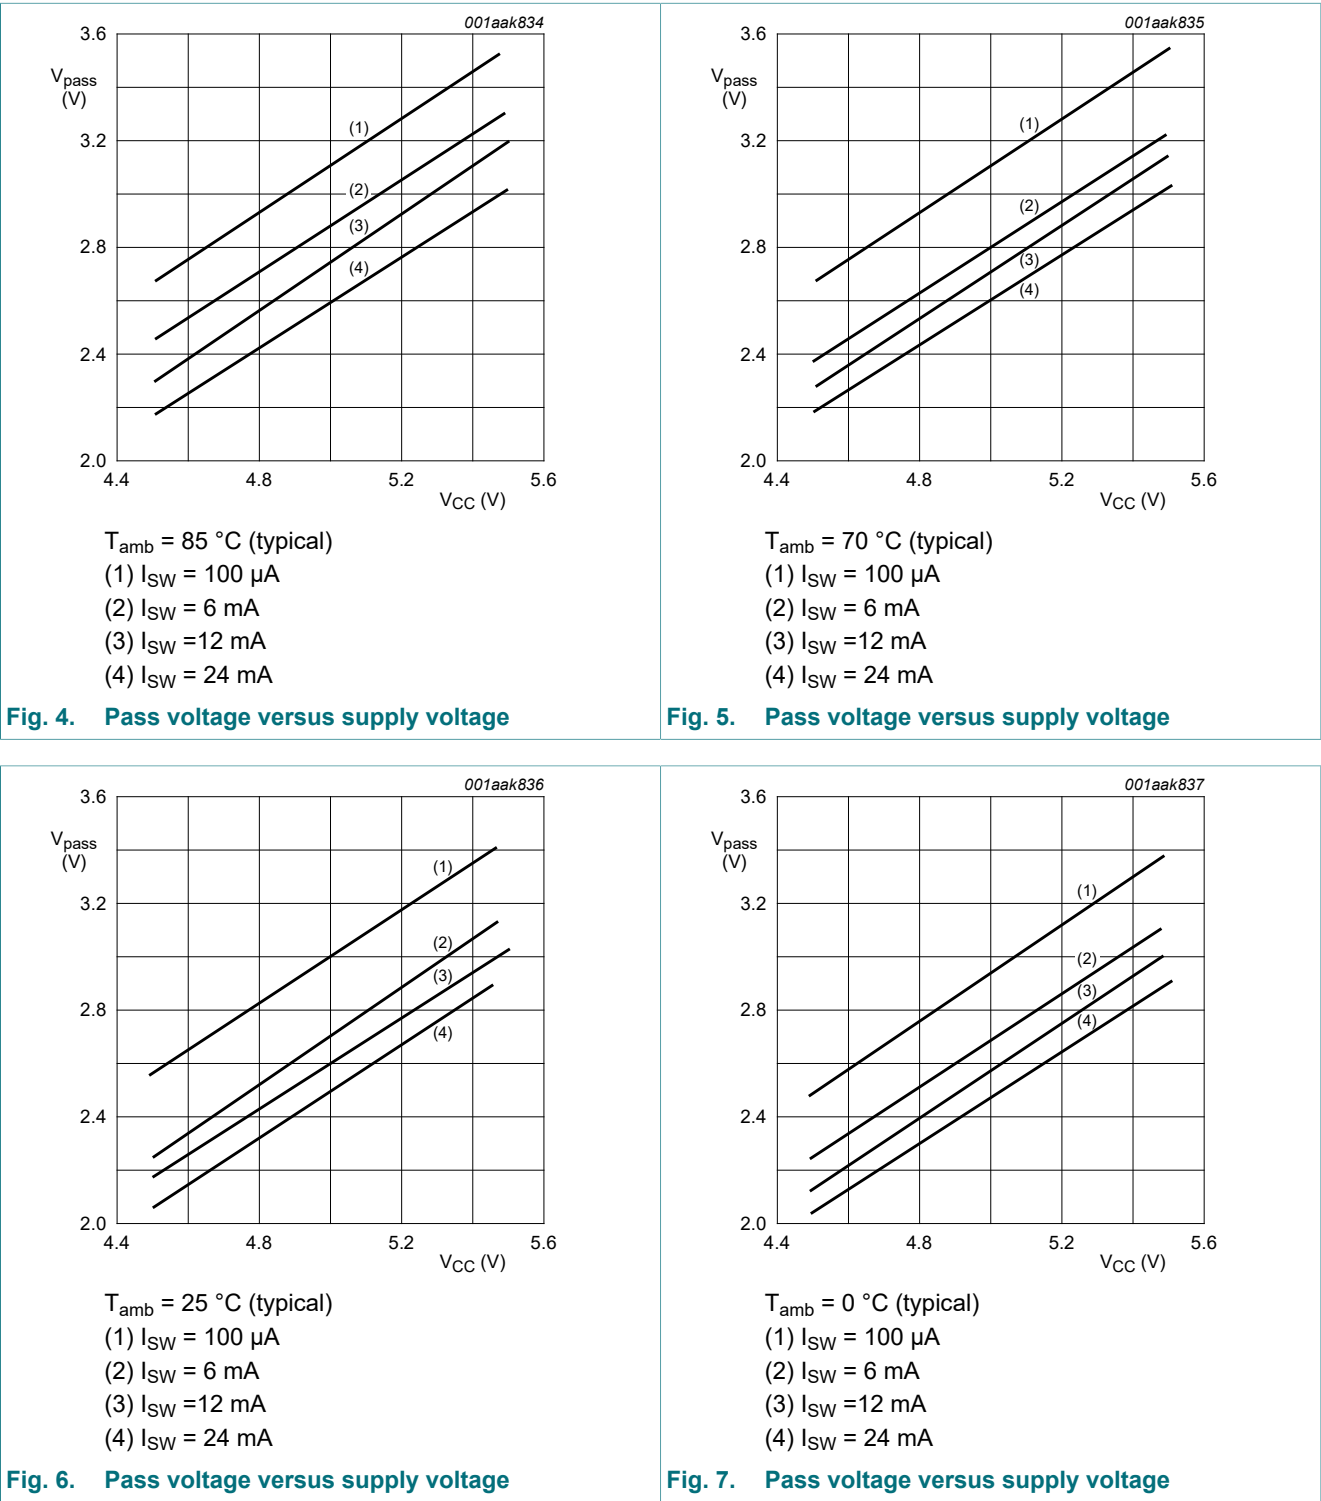 001aak834
3.6
Vpass
(V)
3.2
2.8
2.4
2.0
4.4 4.8 5.2 5.6
VCC (V)
(1)
(2)
(3)
(4)
Tamb = 85 °C (typical)
(1) ISW = 100 µA
(2) ISW = 6 mA
(3) ISW =12 mA
(4) ISW = 24 mA
Fig. 4. Pass voltage versus supply voltage
001aak835
3.6
Vpass
(V)
3.2
2.8
2.4
2.0
4.4 4.8 5.2 5.6
VCC (V)
(1)
(2)
(3)
(4)
Tamb = 70 °C (typical)
(1) ISW = 100 µA
(2) ISW = 6 mA
(3) ISW =12 mA
(4) ISW = 24 mA
Fig. 5. Pass voltage versus supply voltage
001aak836
3.6
Vpass
(V)
3.2
2.8
2.4
2.0
4.4 4.8 5.2 5.6
VCC (V)
(1)
(2)
(3)
(4)
Tamb = 25 °C (typical)
(1) ISW = 100 µA
(2) ISW = 6 mA
(3) ISW =12 mA
(4) ISW = 24 mA
Fig. 6. Pass voltage versus supply voltage
001aak837
3.6
Vpass
(V)
3.2
2.8
2.4
2.0
4.4 4.8 5.2 5.6
VCC (V)
(1)
(2)
(3)
(4)
Tamb = 0 °C (typical)
(1) ISW = 100 µA
(2) ISW = 6 mA
(3) ISW =12 mA
(4) ISW = 24 mA
Fig. 7. Pass voltage versus supply voltage